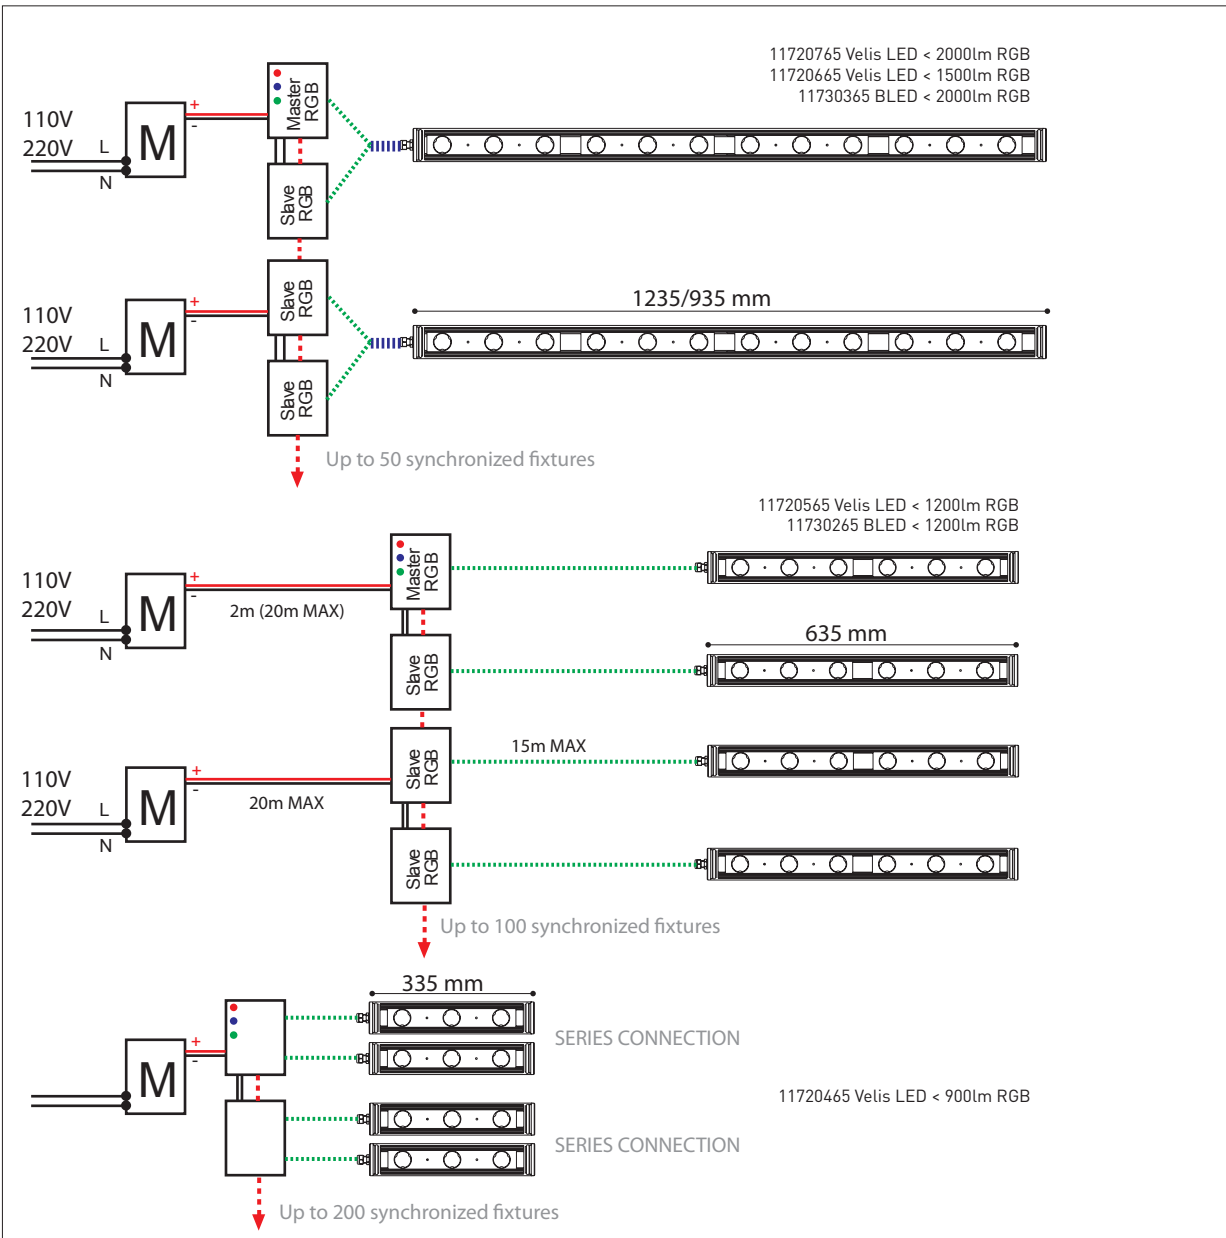 11720765 Velis LED < 2000lm RGB
11720665 Velis LED < 1500lm RGB
11730365 BLED < 2000lm RGB
110V
220V
L
N
M
+
-
Master
RGB
Slave
RGB
110V
220V
L
N
M
+
-
Slave
RGB
Slave
RGB
1235/935 mm
Up to 50 synchronized fixtures
11720565 Velis LED < 1200lm RGB
11730265 BLED < 1200lm RGB
110V
220V
L
N
M
+
-
2m (20m MAX)
Master
RGB
Slave
RGB
635 mm
110V
220V
L
N
M
+
-
20m MAX
Slave
RGB
15m MAX
Slave
RGB
Up to 100 synchronized fixtures
335 mm
M
+
-
SERIES CONNECTION
11720465 Velis LED < 900lm RGB
SERIES CONNECTION
Up to 200 synchronized fixtures